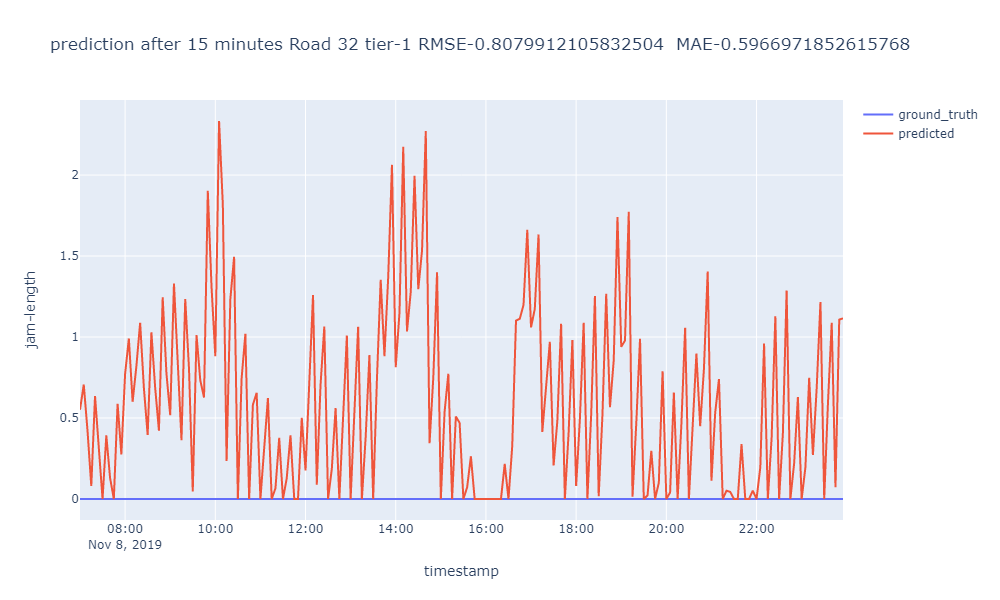 prediction after 15 minutes Road 32 tier-1 RMSE-0.8079912105832504  MAE-0.5966971852615768
ground_truth
predicted
2
1.5
1
0.5
0
jam-length
08:00 10:00 12:00 14:00 16:00 18:00 20:00 22:00
Nov 8, 2019
timestamp